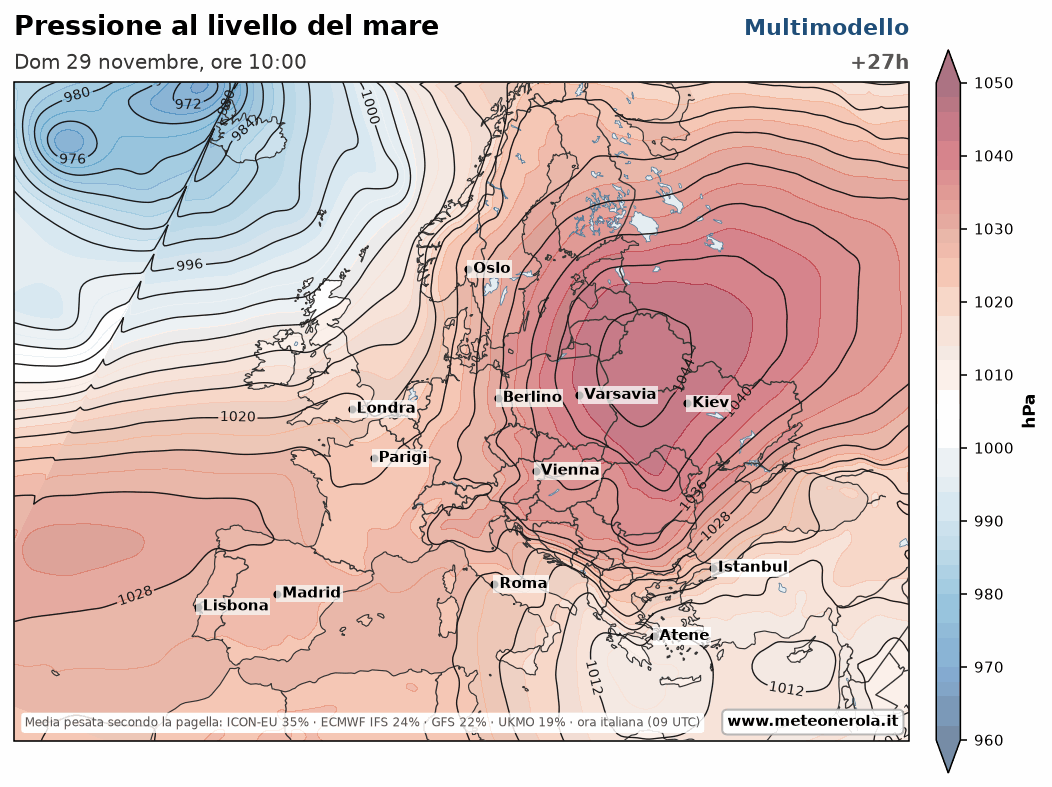 Pressione al livello del mare
Multimodello
Dom 29 novembre, ore 10:00
+27h
980
972
984
976
1000
996
Oslo
1020
Londra
Berlino
Varsavia
Kiev
1044
1040
Parigi
Vienna
1036
1028
Istanbul
Roma
Madrid
Lisbona
1028
Atene
1012
1012
Media pesata secondo la pagella: ICON-EU 35% · ECMWF IFS 24% · GFS 22% · UKMO 19% · ora italiana (09 UTC)
www.meteonerola.it
1050
1040
1030
1020
1010
1000
990
980
970
960
hPa